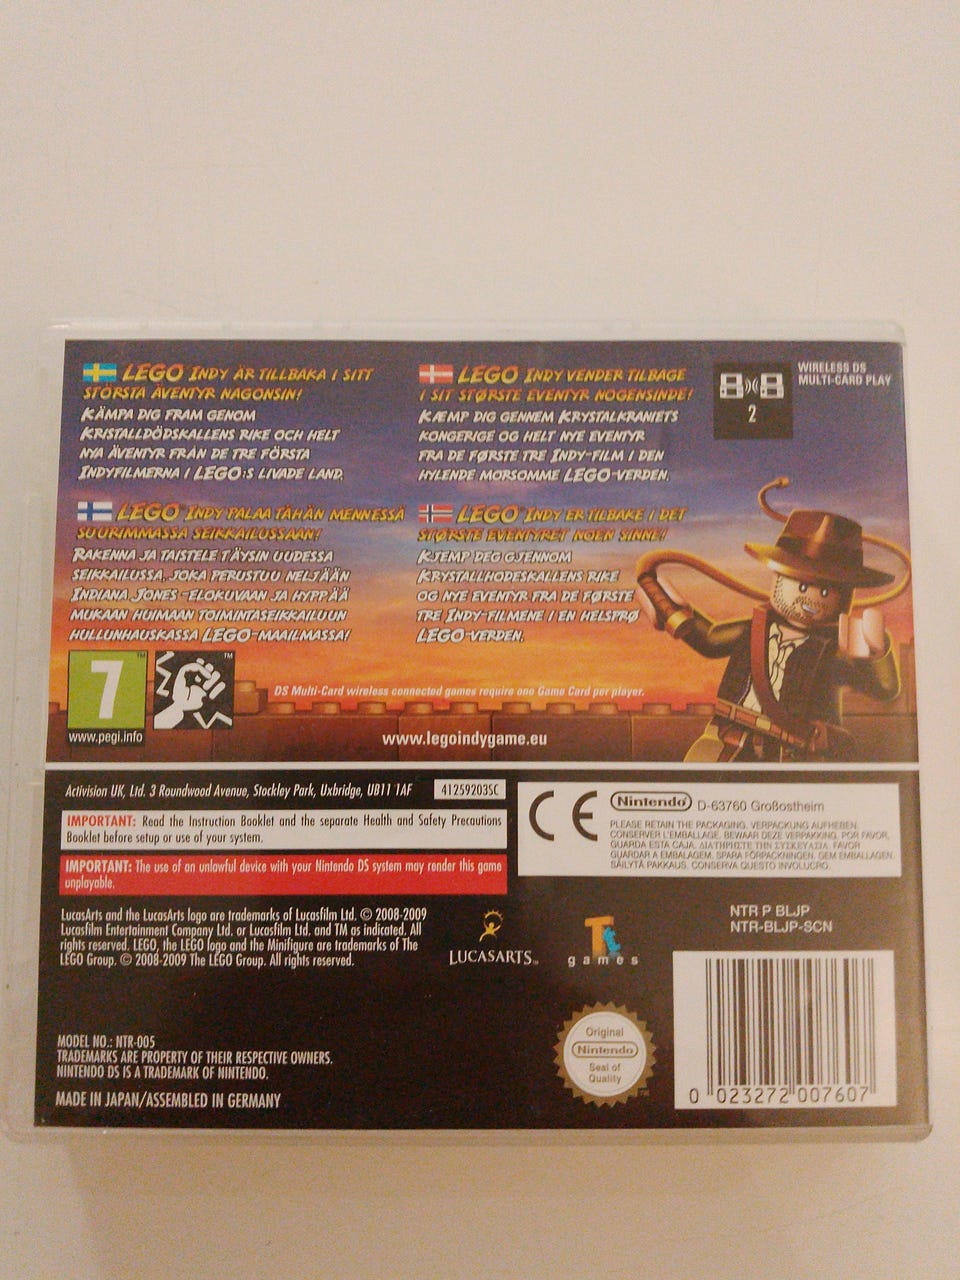 LEGO INDY ÄR TILLBAKA I SITT
STÖRSTA ÄVENTYR NAGONSIN!
KÄMPA DIG FRAM GENOM
KRISTALLDÖDSKALLENS RIKE OCH HELT
NYA ÄVENTYR FRÅN DE TRE FÖRSTA
INDYFILMERNA I LEGO:S LIVADE LAND.
LEGO INDY VENDER TILBAGE
I SIT STØRSTE EVENTYR NOGENSINDE!
KÆMP DIG GENNEM KRYSTALKRANIETS
KONGERIGE OG HELT NYE EVENTYR
FRA DE FØRSTE TRE INDY-FILM I DEN
HYLENDE MORSOMME LEGO-VERDEN.
WIRELESS DS
MULTI-CARD PLAY
2
LEGO INDY PALAA TÄHÄN MENNESSÄ
SUURIMMASSA SEIKKAILUSSAAN!
RAKENNA JA TAISTELE TÄYSIN UUDESSA
SEIKKAILUSSA, JOKA PERUSTUU NELJÄÄN
INDIANA JONES -ELOKUVAAN JA HYPPÄÄ
MUKAAN HUIMAAN TOIMINTASEIKKAILUUN
HULLUNHAUSKASSA LEGO-MAAILMASSA!
LEGO INDY ER TILBAKE I DET
STØRSTE EVENTYRET NOEN SINNE!
KJEMP DEG GJENNOM
KRYSTALLHODESKALLENS RIKE
OG NYE EVENTYR FRA DE FØRSTE
TRE INDY-FILMENE I EN HELSPRØ
LEGO-VERDEN.
7
™
™
www.pegi.info
DS Multi-Card wireless connected games require one Game Card per player.
www.legoindygame.eu
Activision UK, Ltd. 3 Roundwood Avenue, Stockley Park, Uxbridge, UB11 1AF
41259203SC
IMPORTANT: Read the Instruction Booklet and the separate Health and Safety Precautions
Booklet before setup or use of your system.
IMPORTANT: The use of an unlawful device with your Nintendo DS system may render this game
unplayable.
CE
Nintendo D-63760 Großostheim
PLEASE RETAIN THE PACKAGING. VERPACKUNG AUFHEBEN.
CONSERVER L'EMBALLAGE. BEWAAR DEZE VERPAKKING. POR FAVOR,
GUARDA ESTA CAJA. ΔΙΑΤΗΡΗΣΤΕ ΤΗΝ ΣΥΣΚΕΥΑΣΙΑ. FAVOR
GUARDAR A EMBALAGEM. SPARA FÖRPACKNINGEN. GEM EMBALLAGEN.
SÄILYTÄ PAKKAUS. CONSERVA QUESTO INVOLUCRO.
LucasArts and the LucasArts logo are trademarks of Lucasfilm Ltd. © 2008-2009
Lucasfilm Entertainment Company Ltd. or Lucasfilm Ltd. and TM as indicated. All
rights reserved. LEGO, the LEGO logo and the Minifigure are trademarks of The
LEGO Group. © 2008-2009 The LEGO Group. All rights reserved.
LUCASARTS™
games
NTR P BLJP
NTR-BLJP-SCN
MODEL NO.: NTR-005
TRADEMARKS ARE PROPERTY OF THEIR RESPECTIVE OWNERS.
NINTENDO DS IS A TRADEMARK OF NINTENDO.
MADE IN JAPAN/ASSEMBLED IN GERMANY
Original
Nintendo
Seal of
Quality
0 023272 007607